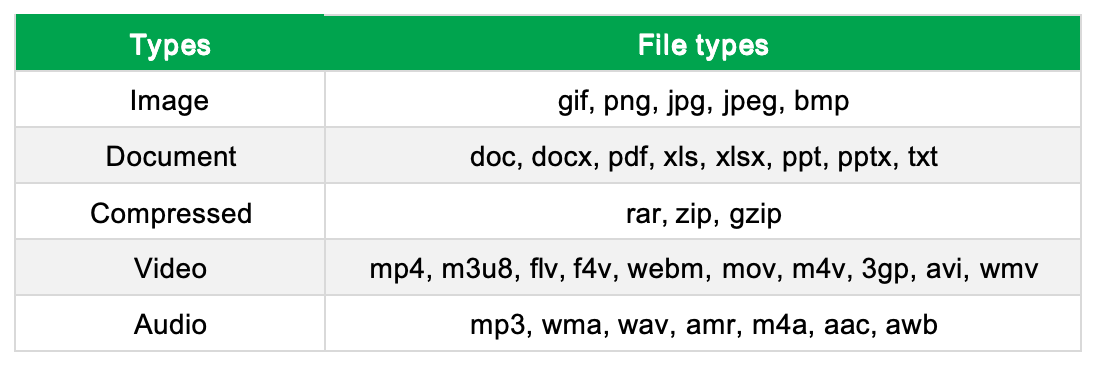 Types File types
Image gif, png, jpg, jpeg, bmp
Document doc, docx, pdf, xls, xlsx, ppt, pptx, txt
Compressed rar, zip, gzip
Video mp4, m3u8, flv, f4v, webm, mov, m4v, 3gp, avi, wmv
Audio mp3, wma, wav, amr, m4a, aac, awb